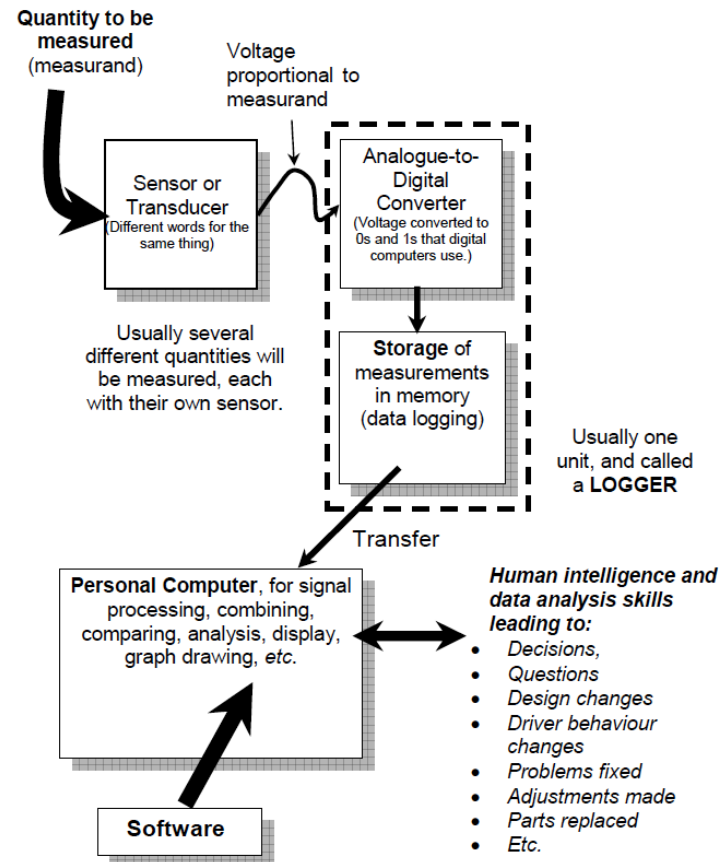 Quantity to be
measured
(measurand)
Voltage
proportional to
measurand
Sensor or
Transducer
(Different words for the
same thing)
Analogue-to-
Digital
Converter
(Voltage converted to
0s and 1s that digital
computers use.)
Usually several
different quantities will
be measured, each
with their own sensor.
Storage of
measurements
in memory
(data logging)
Usually one
unit, and called
a LOGGER
Transfer
Personal Computer, for signal
processing, combining,
comparing, analysis, display,
graph drawing, etc.
Human intelligence and
data analysis skills
leading to:
• Decisions,
• Questions
• Design changes
• Driver behaviour
changes
• Problems fixed
• Adjustments made
• Parts replaced
• Etc.
Software